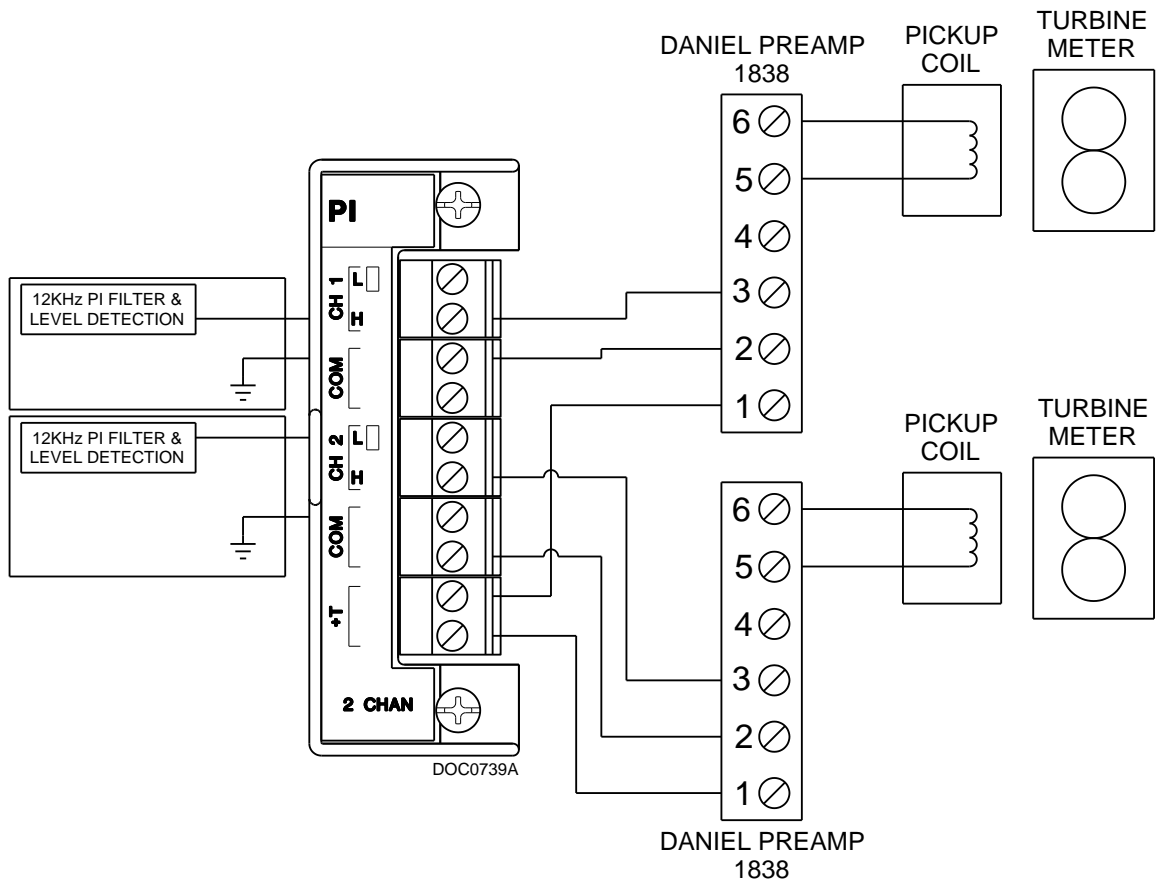 DANIEL PREAMP
1838
PICKUP
COIL
TURBINE
METER
6
5
4
3
2
1
PI
CH 1
L
H
COM
CH 2
L
H
COM
+T
2 CHAN
DOC0739A
12KHz PI FILTER &
LEVEL DETECTION
12KHz PI FILTER &
LEVEL DETECTION
PICKUP
COIL
TURBINE
METER
6
5
4
3
2
1
DANIEL PREAMP
1838